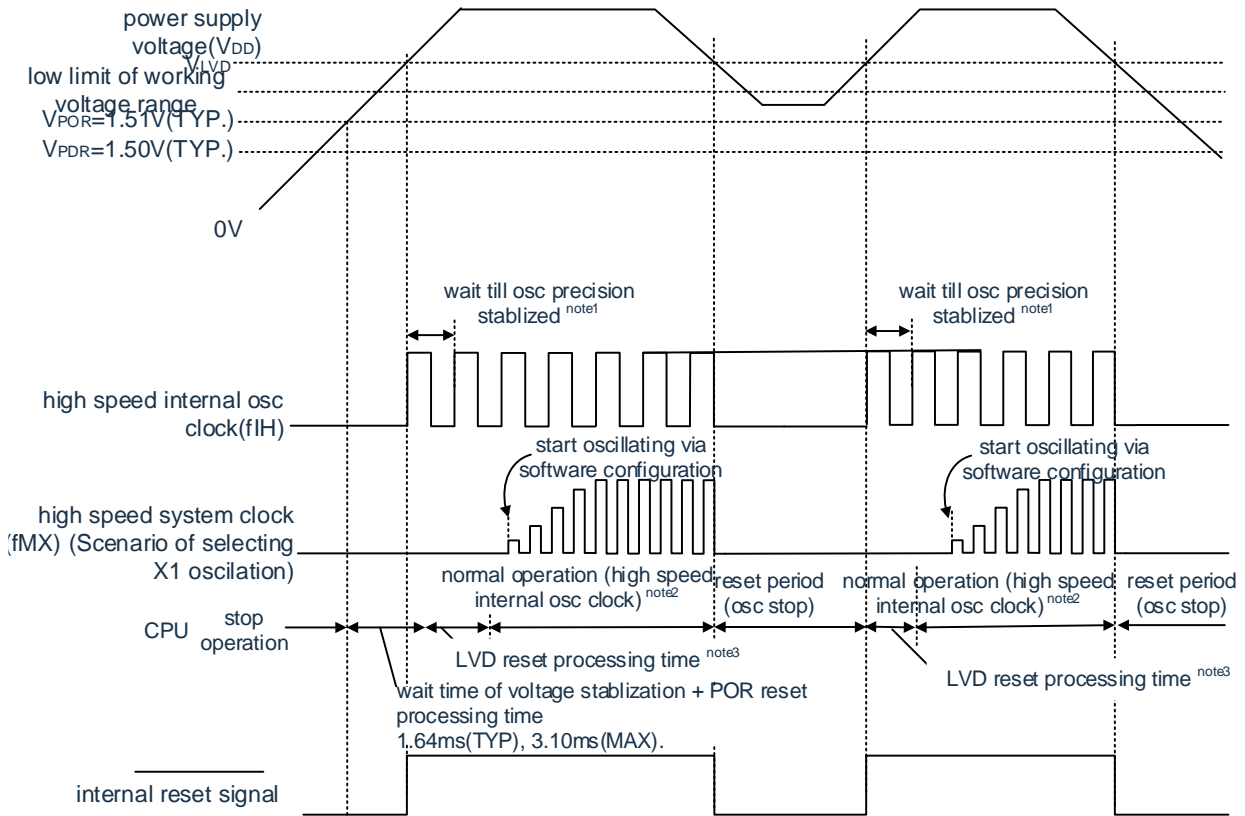 power supply
voltage(VDD)
VLVD
low limit of working
voltage range
VPOR=1.51V(TYP.)
VPDR=1.50V(TYP.)
0V
wait till osc precision
stablized note1
wait till osc precision
stablized note1
high speed internal osc
clock(fIH)
start oscillating via
software configuration
start oscillating via
software configuration
high speed system clock
(fMX) (Scenario of selecting
X1 oscilation)
normal operation (high speed
internal osc clock) note2
reset period
(osc stop)
normal operation (high speed
internal osc clock) note2
reset period
(osc stop)
CPU
stop
operation
LVD reset processing time note3
LVD reset processing time note3
wait time of voltage stablization + POR reset
processing time
1.64ms(TYP), 3.10ms(MAX).
internal reset signal